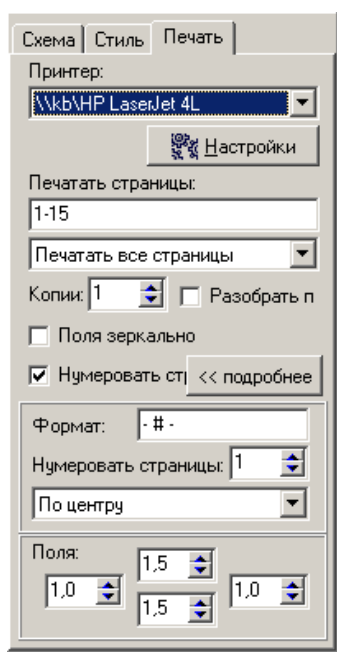 Схема Стиль Печать
Принтер:
\\kb\HP LaserJet 4L
Настройки
Печатать страницы:
1-15
Печатать все страницы
Копии: 1 Разобрать п
Поля зеркально
Нумеровать стр << подробнее
Формат: - # -
Нумеровать страницы: 1
По центру
Поля:
1,5
1,0 1,0
1,5